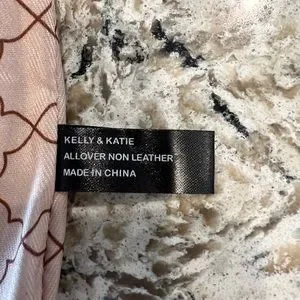 KELLY & KATIE
ALLOVER NON LEATHER
MADE IN CHINA